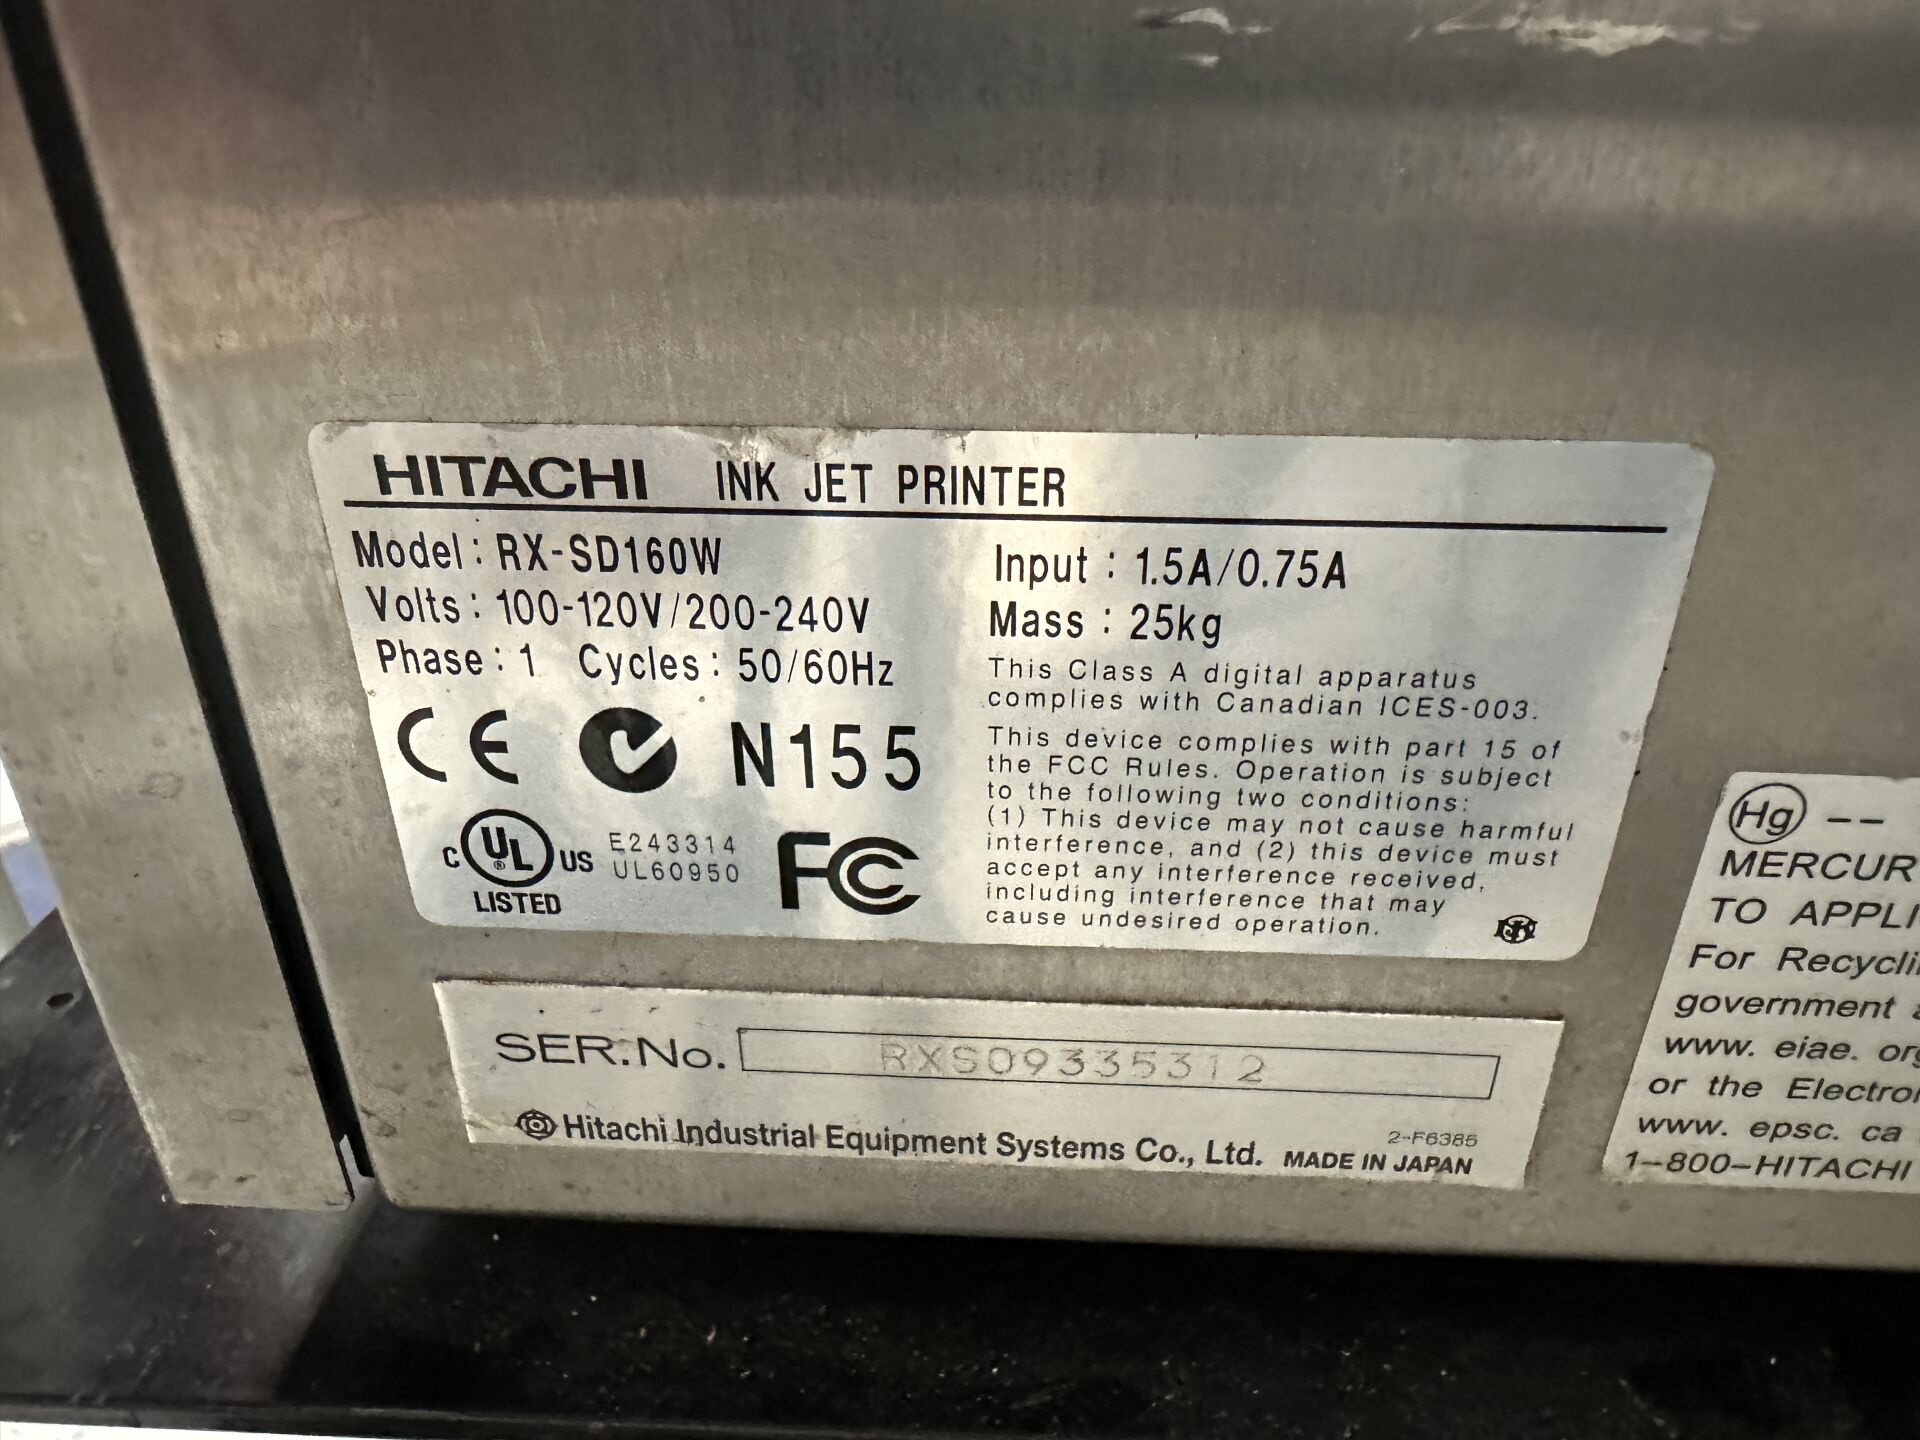 HITACHI INK JET PRINTER
Model : RX-SD160W
Volts : 100-120V/200-240V
Phase : 1 Cycles : 50/60Hz
CE N155
C UL® US E243314
UL60950
LISTED
FC
Input : 1.5A/0.75A
Mass : 25kg
This Class A digital apparatus
complies with Canadian ICES-003.
This device complies with part 15 of
the FCC Rules. Operation is subject
to the following two conditions:
(1) This device may not cause harmful
interference, and (2) this device must
accept any interference received,
including interference that may
cause undesired operation.
SER.No. RXS09335312
Hitachi Industrial Equipment Systems Co., Ltd. MADE IN JAPAN
2-F6385
Hg --
MERCUR
TO APPLI
For Recycli
government
www. eiae. org
or the Electro
www. epsc. ca
1-800-HITACHI